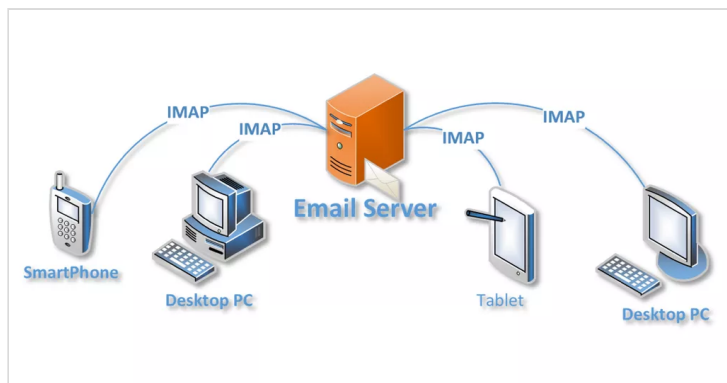 IMAP
IMAP
IMAP
IMAP
Email Server
SmartPhone
Desktop PC
Tablet
Desktop PC